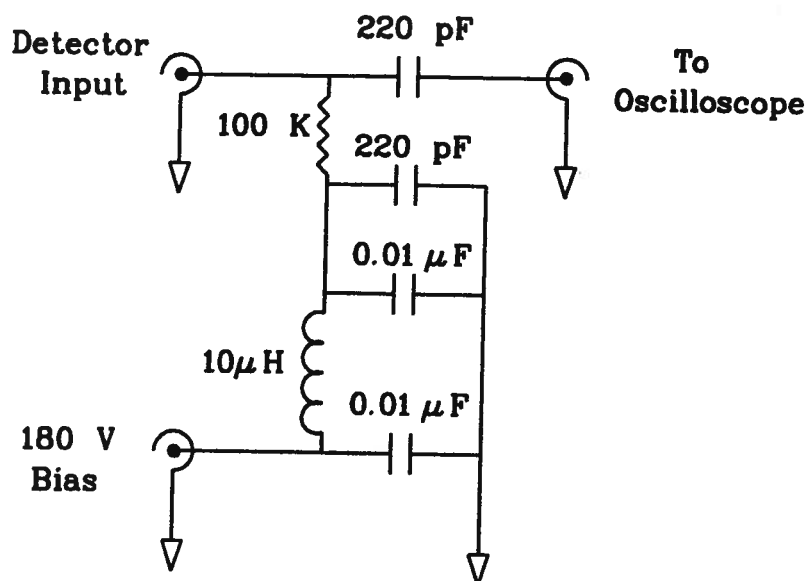 220 pF
Detector
Input
To
Oscilloscope
100 K
220 pF
0.01 μF
10μH
0.01 μF
180 V
Bias